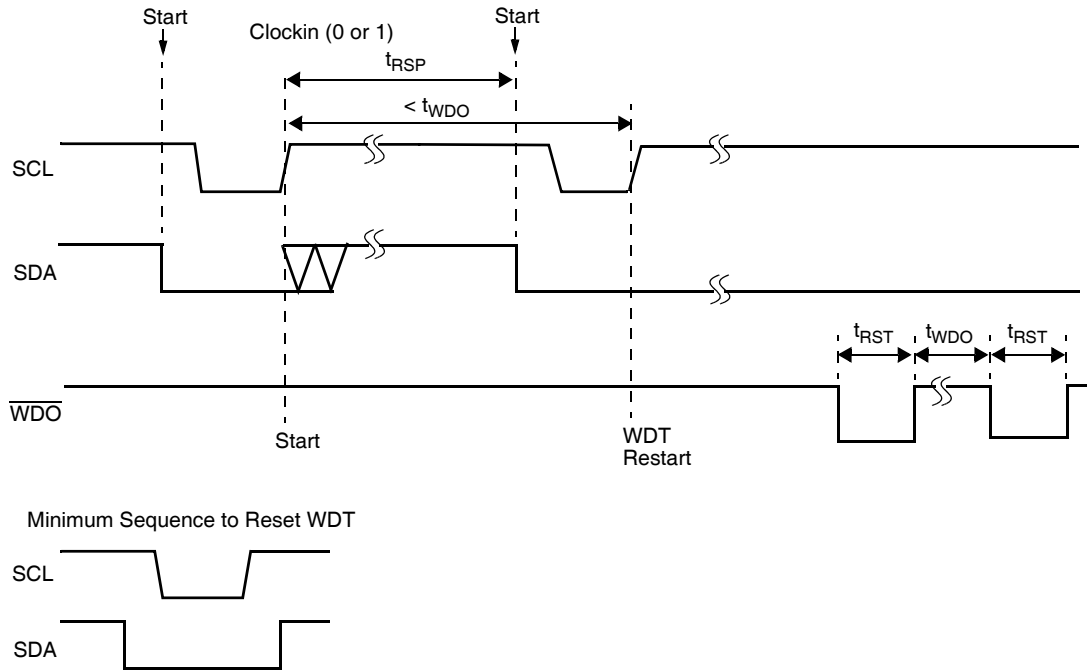 Start
Start
Clockin (0 or 1)
tRSP
< tWDO
SCL
SDA
tRST
tWDO
tRST
WDO
Start
WDT
Restart
Minimum Sequence to Reset WDT
SCL
SDA